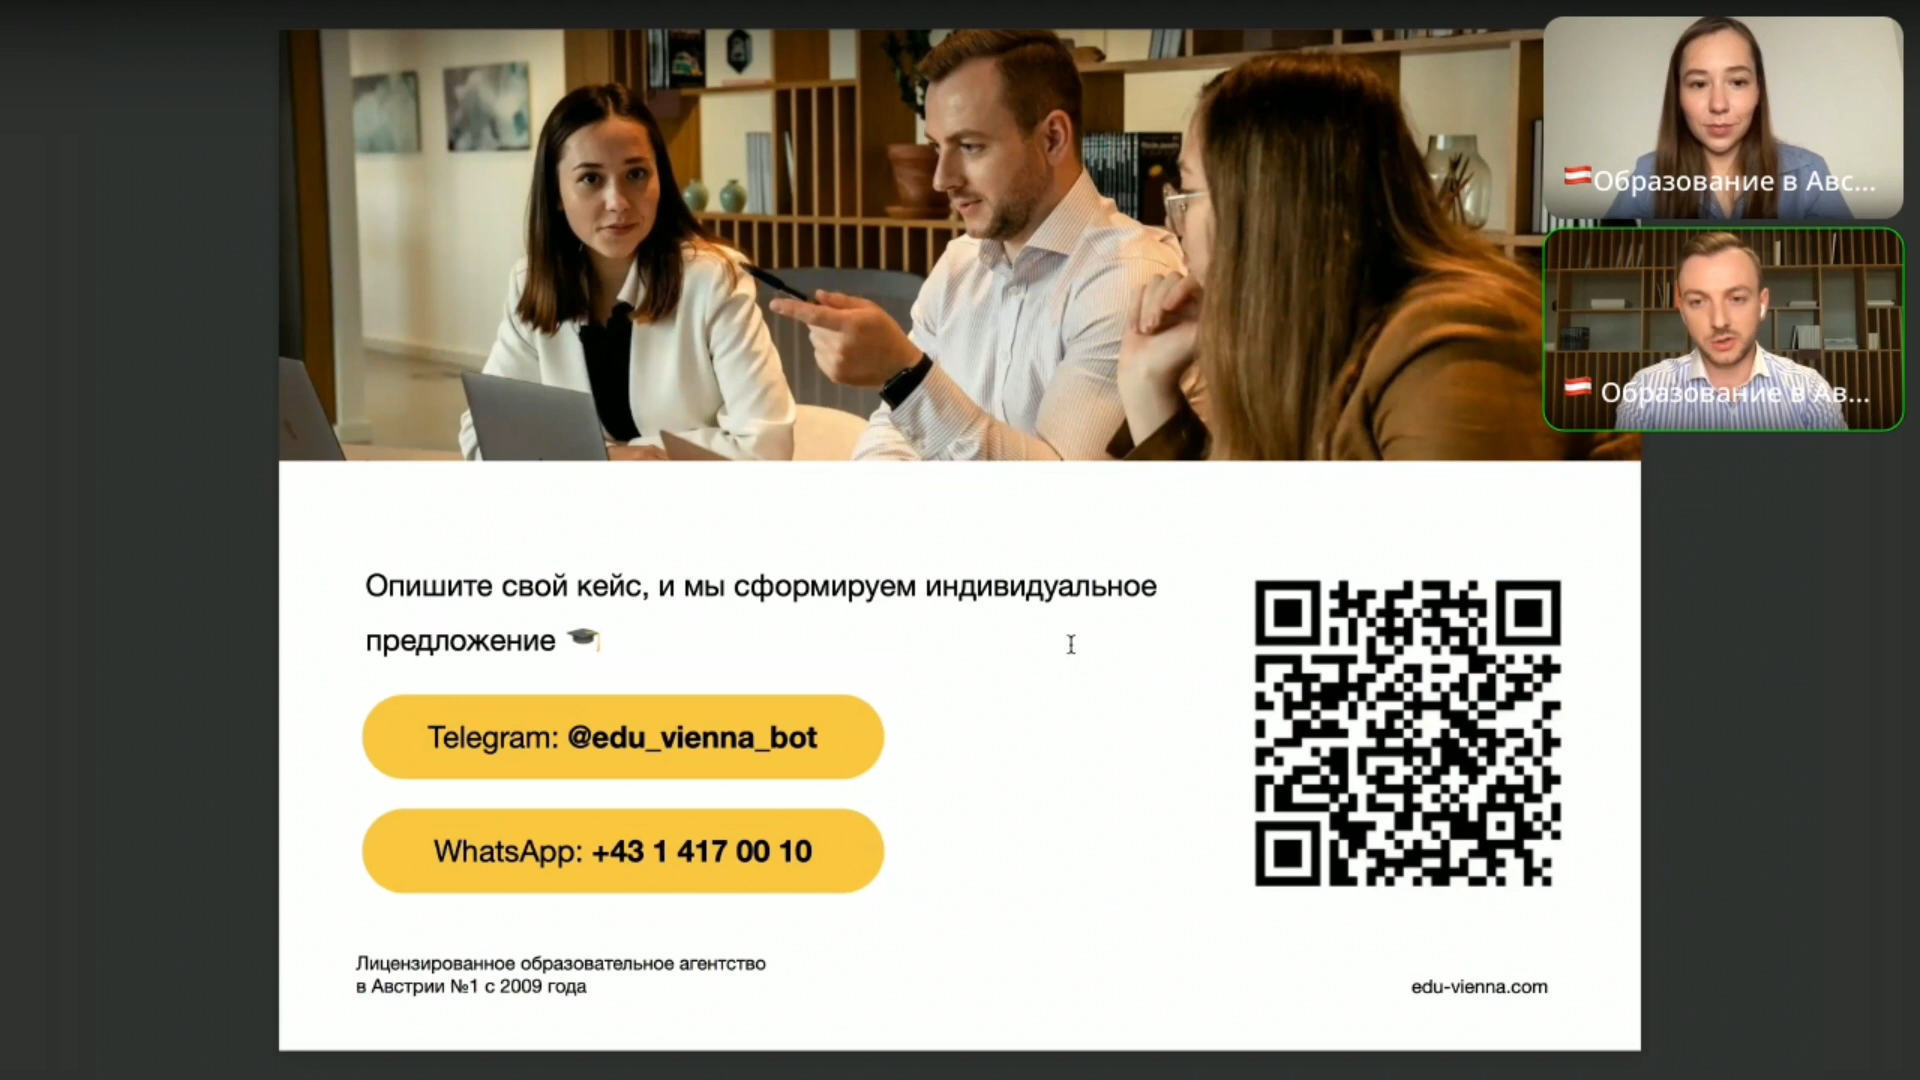 Образование в Авс...
Образование в Ав...
Опишите свой кейс, и мы сформируем индивидуальное
предложение 🎓
Telegram: @edu_vienna_bot
WhatsApp: +43 1 417 00 10
Лицензированное образовательное агентство
в Австрии №1 с 2009 года
edu-vienna.com